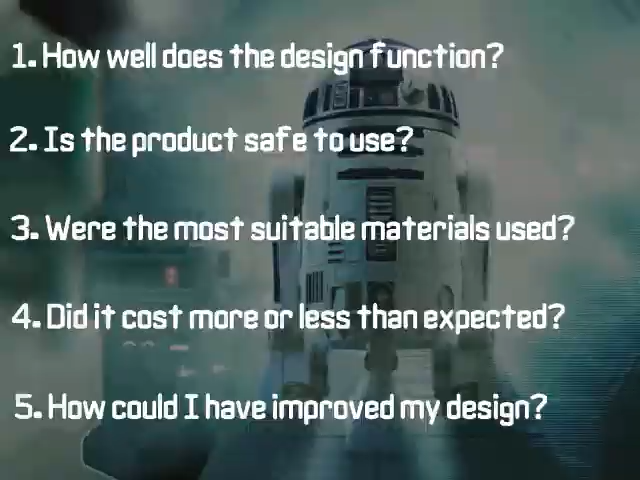 1. How well does the design function?
2. Is the product safe to use?
3. Were the most suitable materials used?
4. Did it cost more or less than expected?
5. How could I have improved my design?